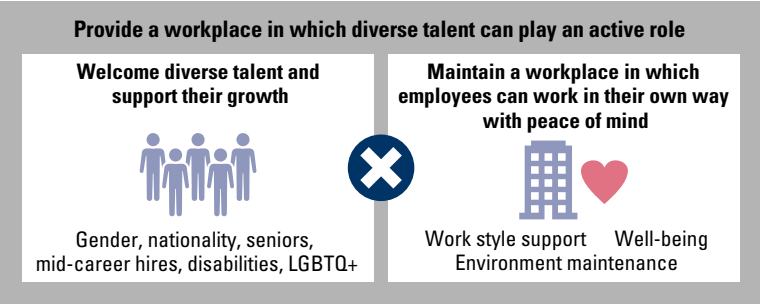 Provide a workplace in which diverse talent can play an active role
Welcome diverse talent and
support their growth
Gender, nationality, seniors,
mid-career hires, disabilities, LGBTQ+
Maintain a workplace in which
employees can work in their own way
with peace of mind
Work style support Well-being
Environment maintenance